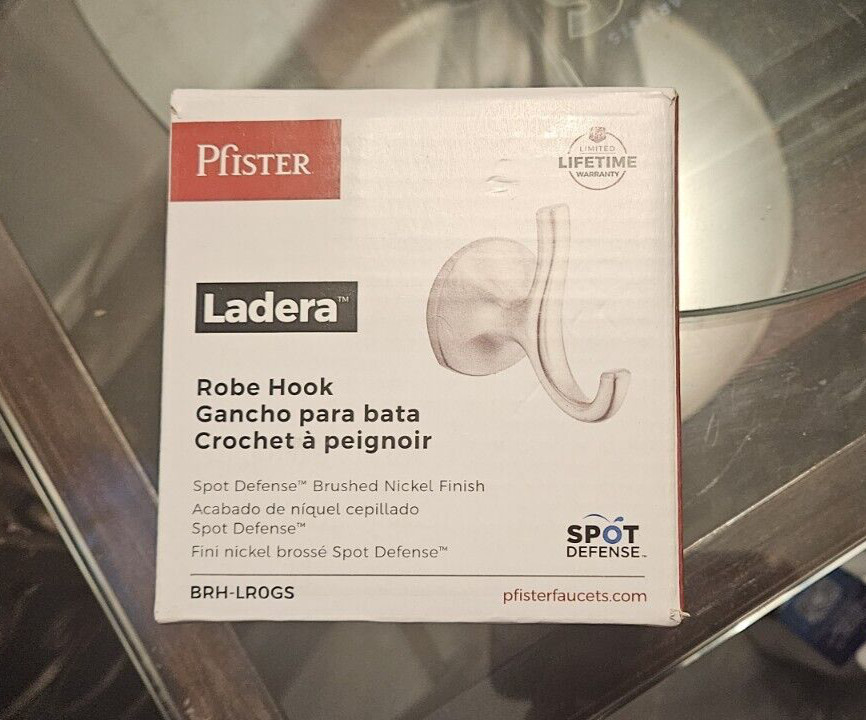 Pfister
LIMITED
LIFETIME
WARRANTY
Ladera™
Robe Hook
Gancho para bata
Crochet à peignoir
Spot Defense™ Brushed Nickel Finish
Acabado de níquel cepillado
Spot Defense™
Fini nickel brossé Spot Defense™
SPOT
DEFENSE™
BRH-LR0GS
pfisterfaucets.com